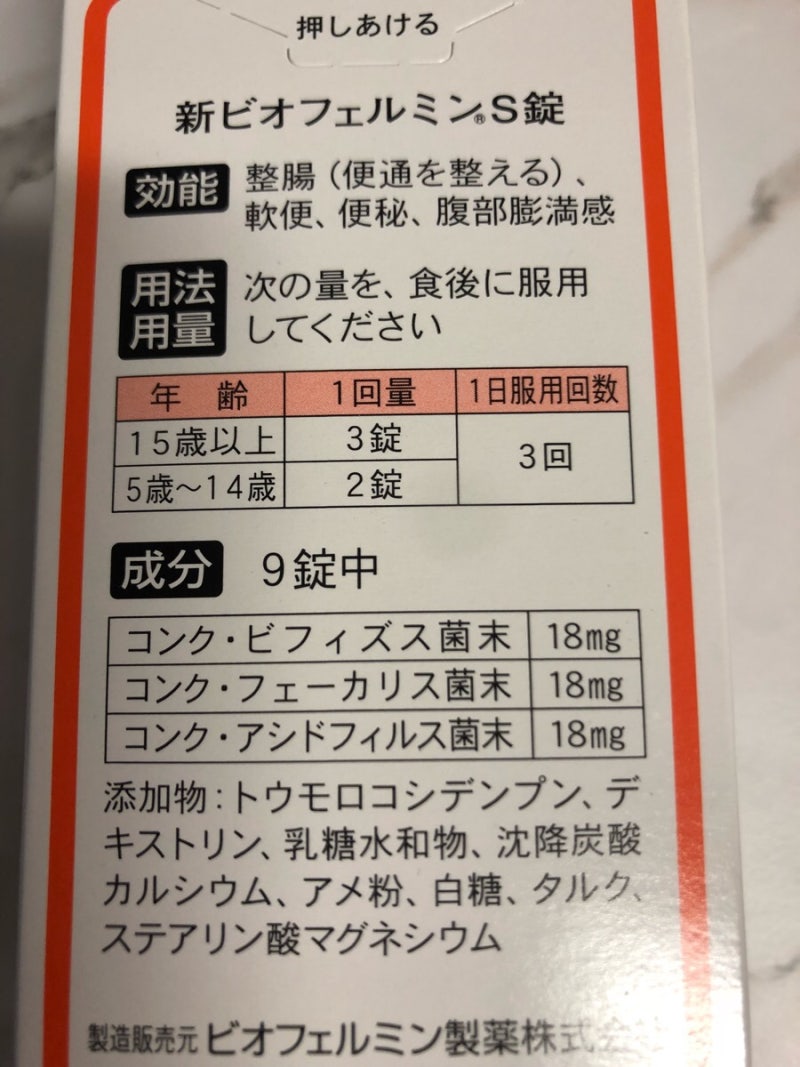 押しあける
新ビオフェルミン®S錠
効能 整腸（便通を整える）、
軟便、便秘、腹部膨満感
用法 用量 次の量を、食後に服用
してください
年 齢 1回量 1日服用回数
15歳以上 3錠 3回
5歳〜14歳 2錠
成分 9錠中
コンク・ビフィズス菌末 18mg
コンク・フェーカリス菌末 18mg
コンク・アシドフィルス菌末 18mg
添加物：トウモロコシデンプン、デ
キストリン、乳糖水和物、沈降炭酸
カルシウム、アメ粉、白糖、タルク、
ステアリン酸マグネシウム
製造販売元 ビオフェルミン製薬株式会